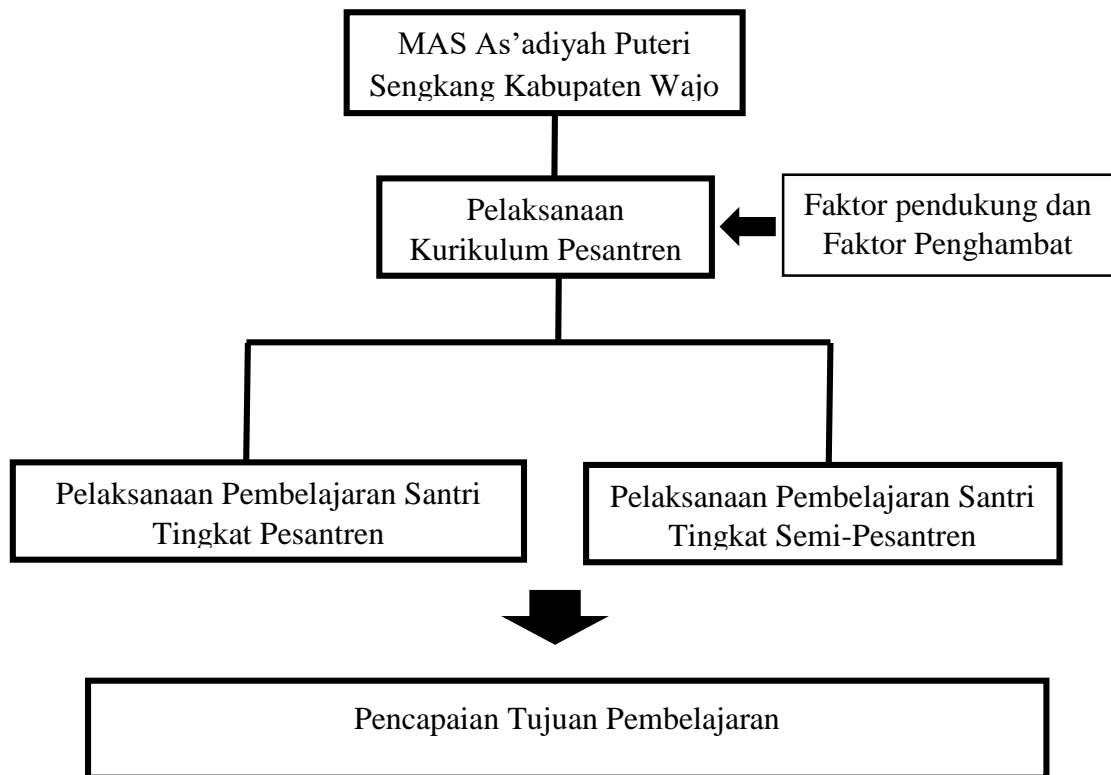 MAS As’adiyah Puteri
Sengkang Kabupaten Wajo
Pelaksanaan
Kurikulum Pesantren
Faktor pendukung dan
Faktor Penghambat
Pelaksanaan Pembelajaran Santri
Tingkat Pesantren
Pelaksanaan Pembelajaran Santri
Tingkat Semi-Pesantren
Pencapaian Tujuan Pembelajaran